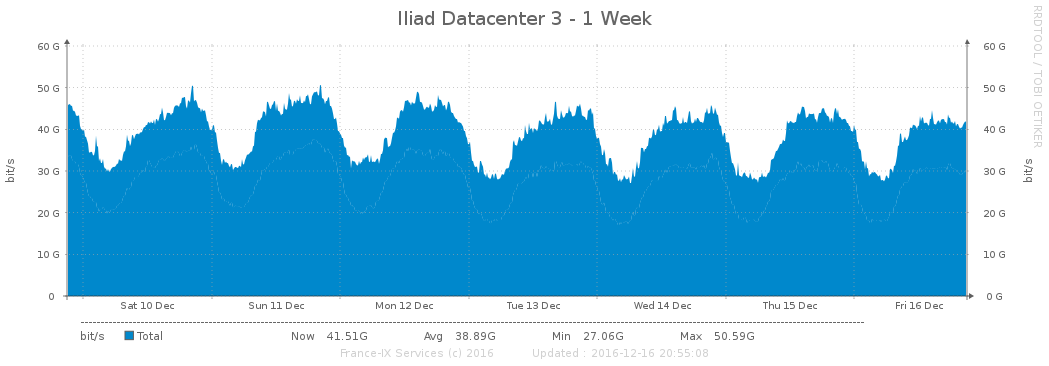 Iliad Datacenter 3 - 1 Week
RRDTOOL / TOBI OETIKER
bit/s
60 G
50 G
40 G
30 G
20 G
10 G
0
60 G
50 G
40 G
30 G
20 G
10 G
0 G
bit/s
Sat 10 Dec Sun 11 Dec Mon 12 Dec Tue 13 Dec Wed 14 Dec Thu 15 Dec Fri 16 Dec
bit/s Total Now 41.51G Avg 38.89G Min 27.06G Max 50.59G
France-IX Services (c) 2016 Updated : 2016-12-16 20:55:08